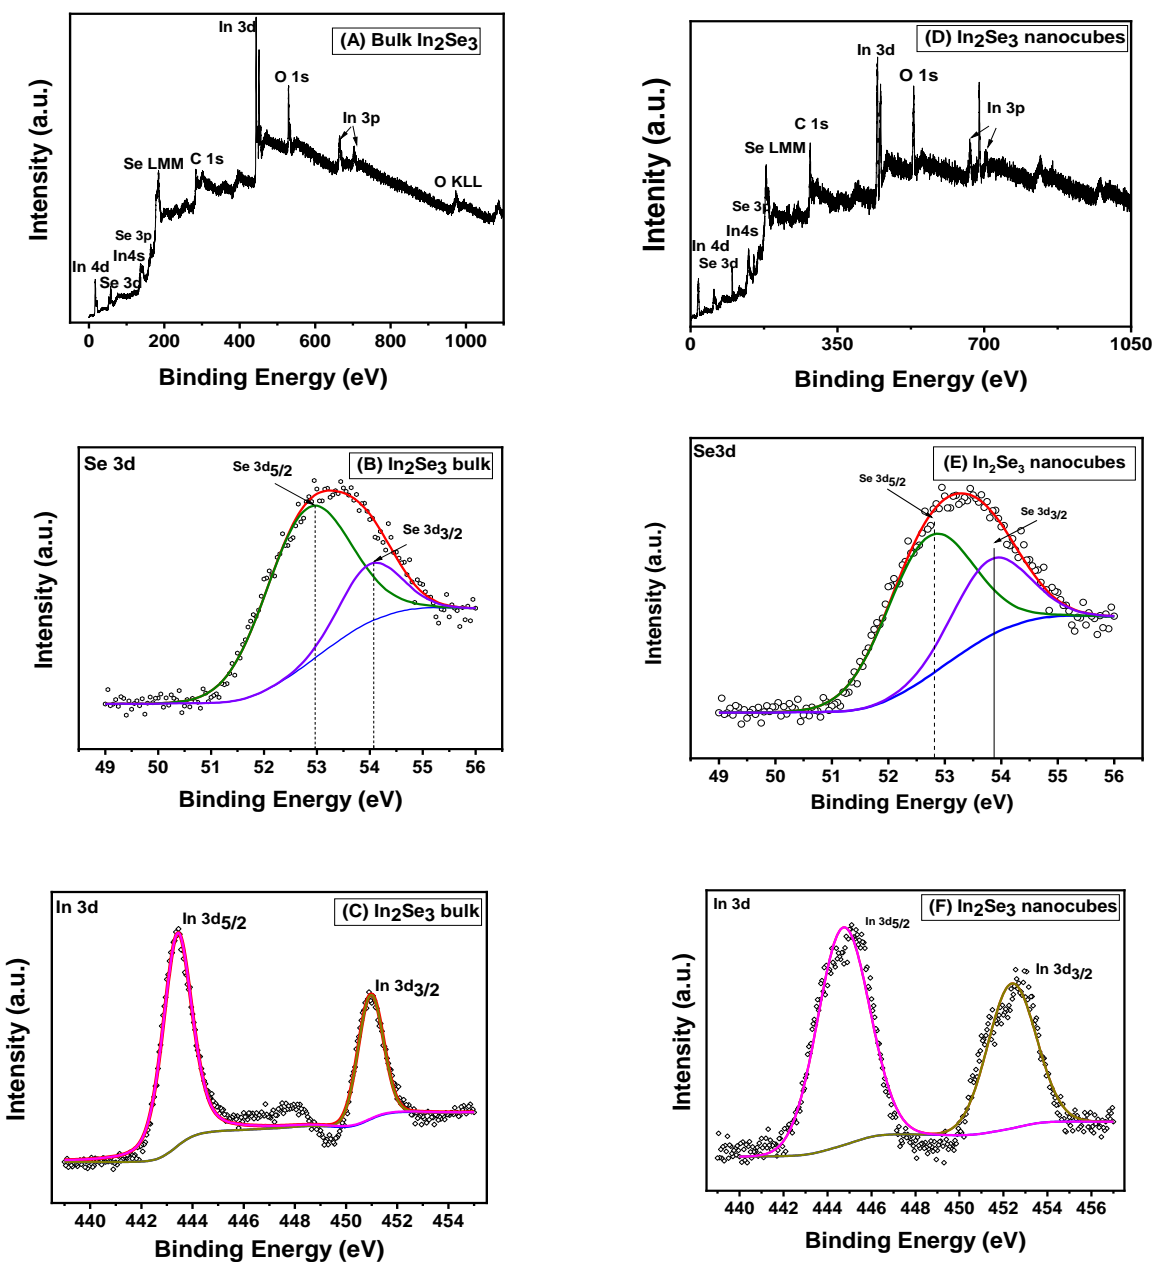 (A) Bulk In2Se3
In 3d
O 1s
In 3p
Se LMM
C 1s
O KLL
Se 3p
In4s
In 4d
Se 3d
Intensity (a.u.)
0 200 400 600 800 1000
Binding Energy (eV)
(D) In2Se3 nanocubes
In 3d
O 1s
In 3p
C 1s
Se LMM
Se 3p
In4s
In 4d
Se 3d
Intenity (a.u.)
0 350 700 1050
Binding Energy (eV)
Se 3d
(B) In2Se3 bulk
Se 3d5/2
Se 3d3/2
Intensity (a.u.)
49 50 51 52 53 54 55 56
Binding Energy (eV)
Se3d
(E) In2Se3 nanocubes
Se 3d5/2
Se 3d3/2
Intensity (a.u.)
49 50 51 52 53 54 55 56
Binding Energy (eV)
In 3d
(C) In2Se3 bulk
In 3d5/2
In 3d3/2
Intensity (a.u.)
440 442 444 446 448 450 452 454
Binding Energy (eV)
In 3d
(F) In2Se3 nanocubes
In 3d5/2
In 3d3/2
Intensity (a.u.)
440 442 444 446 448 450 452 454 456
Binding Energy (eV)